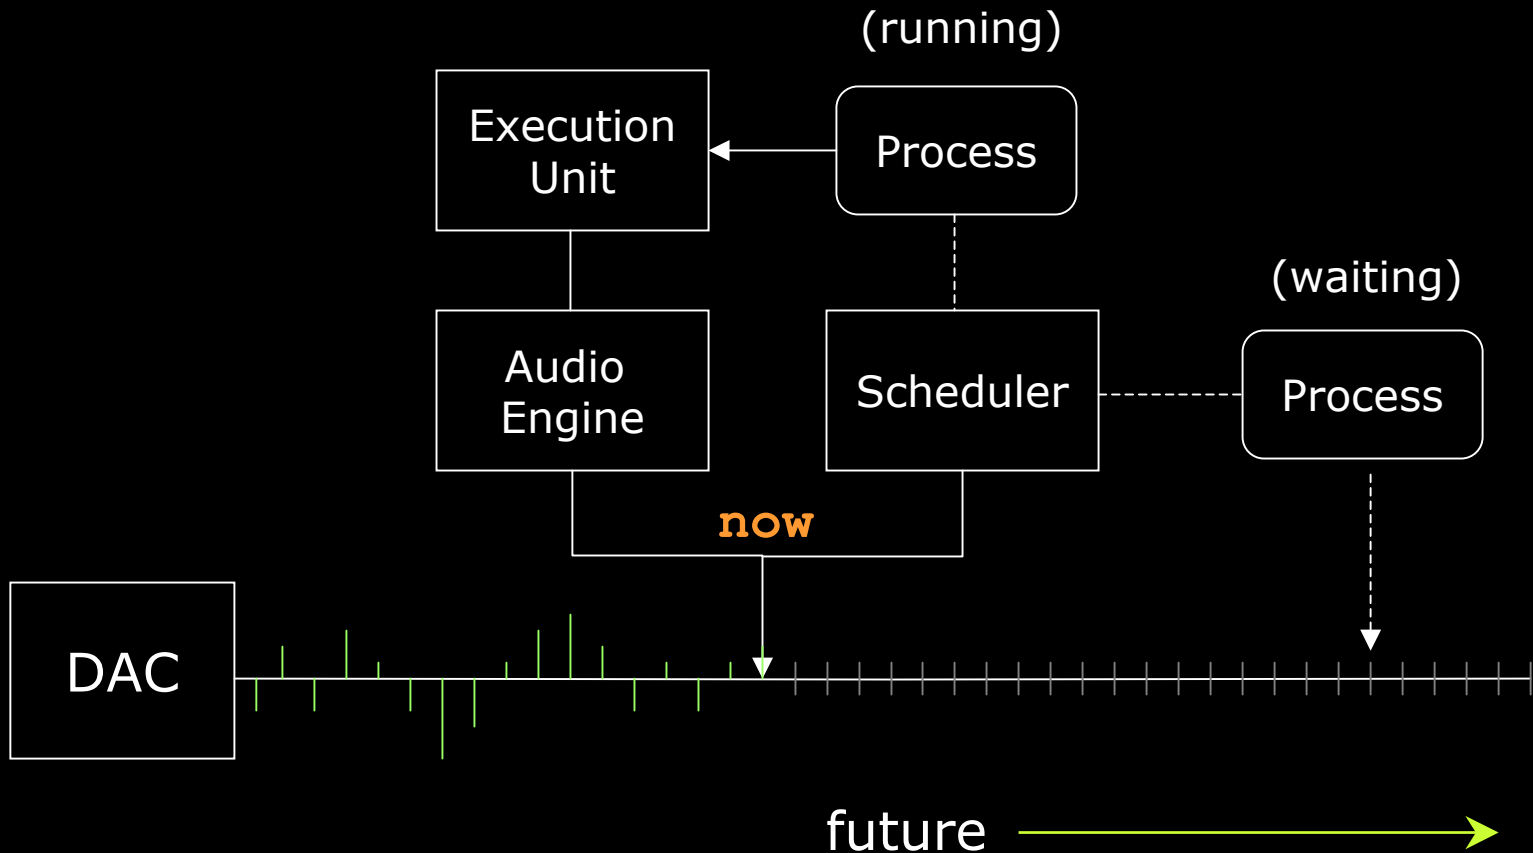 (running)
Execution
Unit
Process
(waiting)
Audio
Engine
Scheduler
Process
now
DAC
future